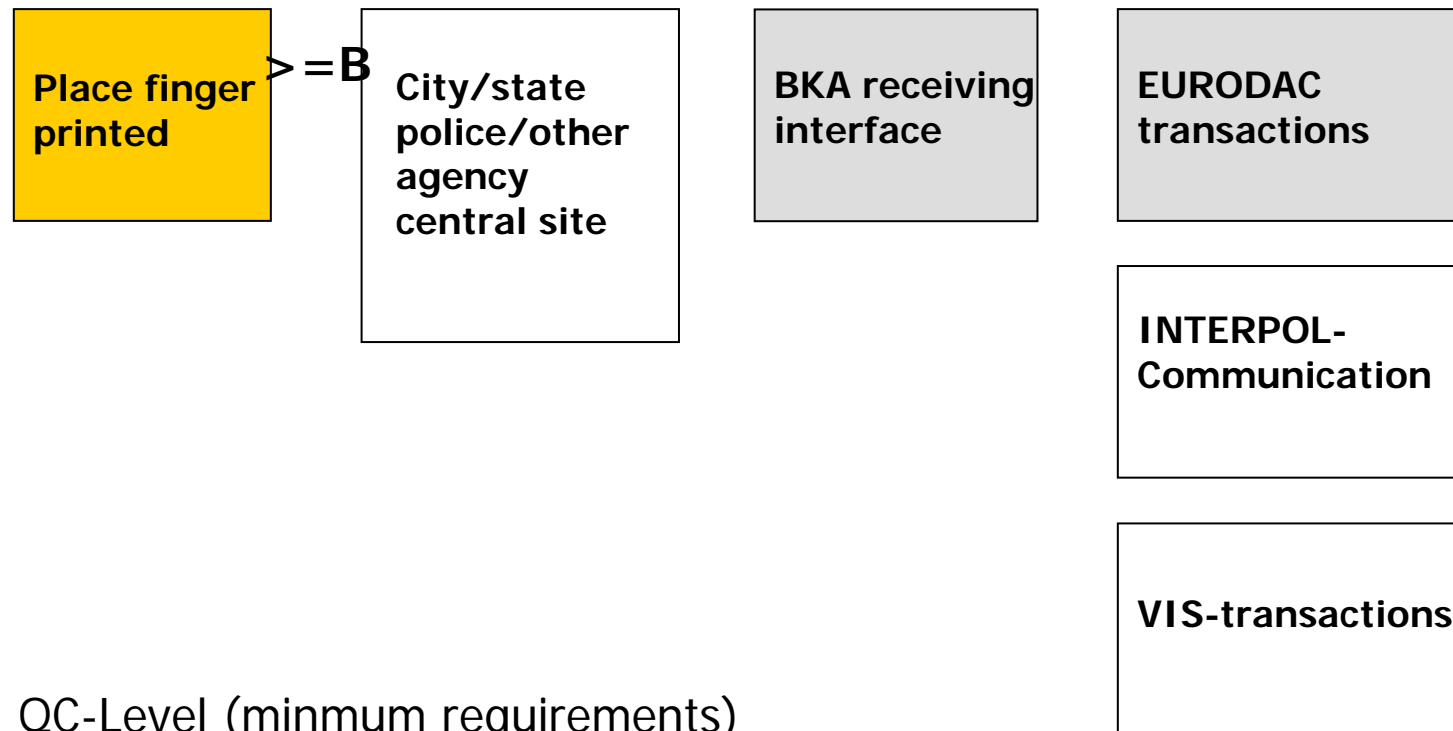 Place finger
printed
>=B
City/state
police/other
agency
central site
BKA receiving
interface
EURODAC
transactions
INTERPOL-
Communication
VIS-transactions
QC-Level (minmum requirements)